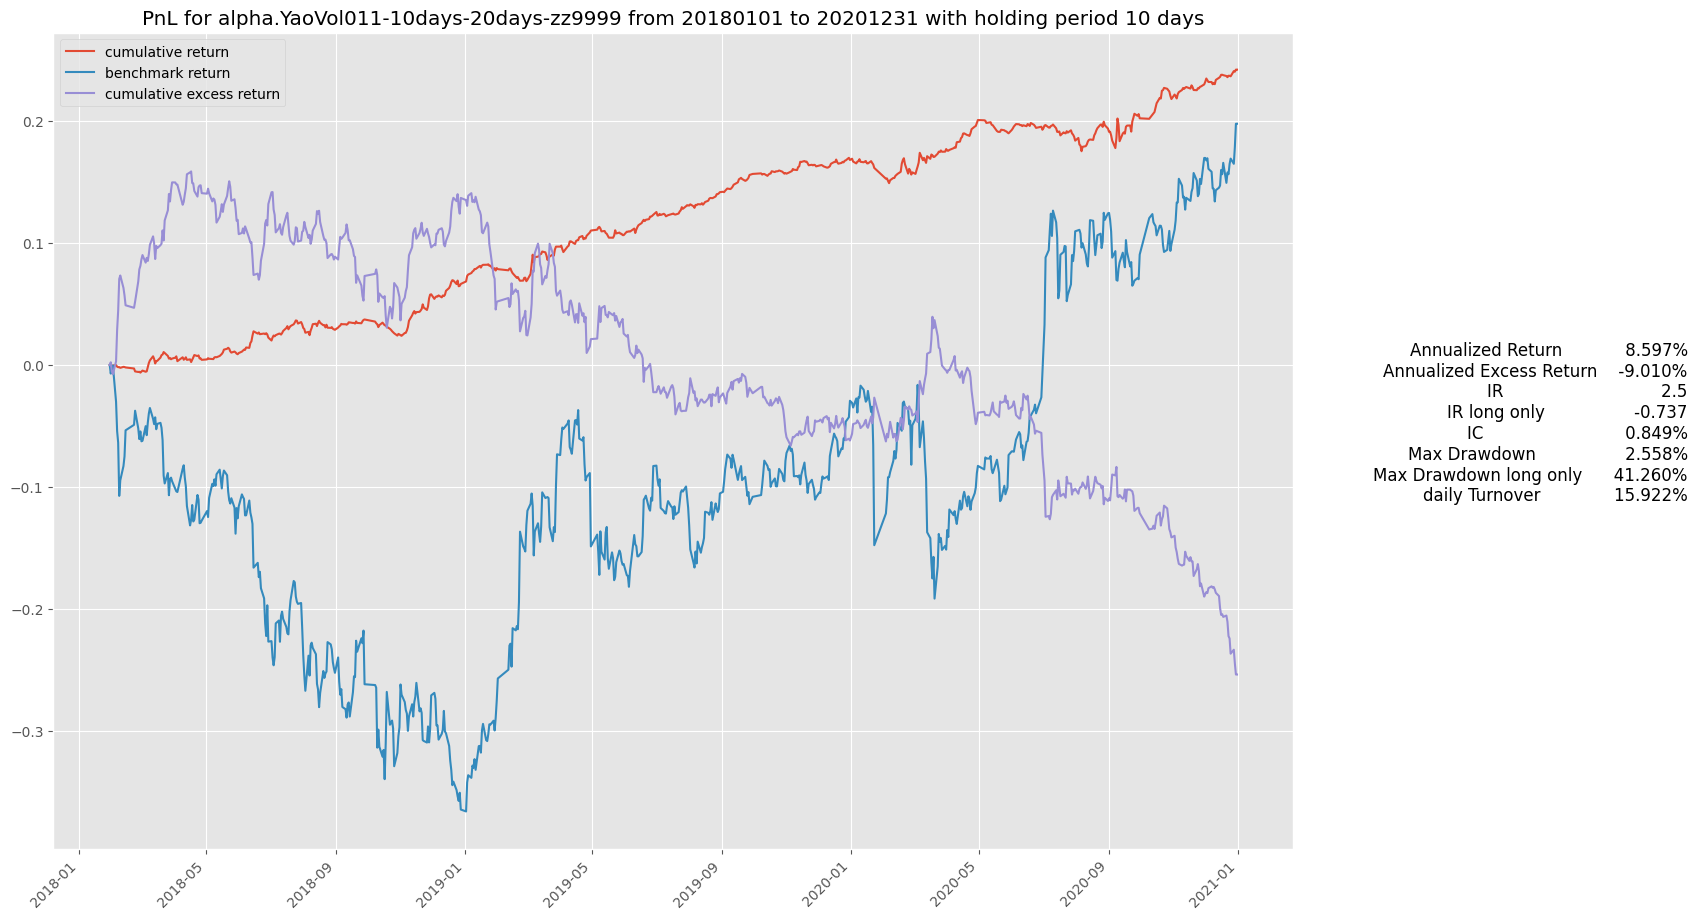 PnL for alpha.YaoVol011-10days-20days-zz9999 from 20180101 to 20201231 with holding period 10 days
cumulative return
benchmark return
cumulative excess return
0.2
0.1
0.0
−0.1
−0.2
−0.3
2018-01
2018-05
2018-09
2019-01
2019-05
2019-09
2020-01
2020-05
2020-09
2021-01
Annualized Return 8.597%
Annualized Excess Return -9.010%
IR 2.5
IR long only -0.737
IC 0.849%
Max Drawdown 2.558%
Max Drawdown long only 41.260%
daily Turnover 15.922%